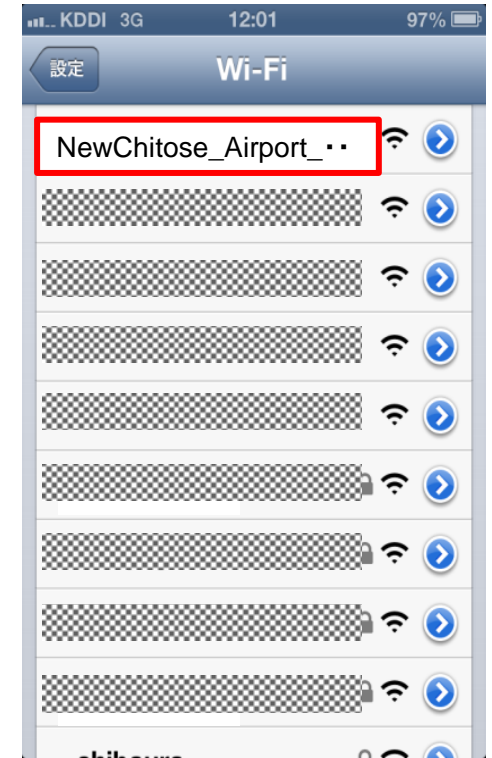 KDDI 3G 12:01 97%
設定 Wi-Fi
NewChitose_Airport_‥